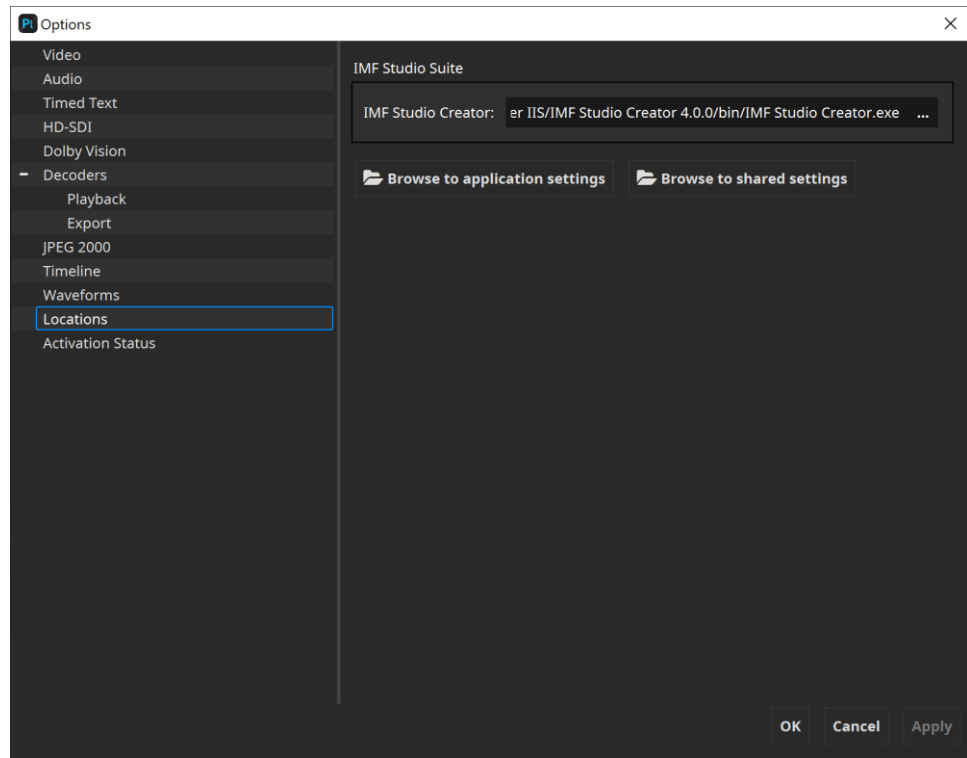 Pt Options
Video
Audio
Timed Text
HD-SDI
Dolby Vision
Decoders
Playback
Export
JPEG 2000
Timeline
Waveforms
Locations
Activation Status
IMF Studio Suite
IMF Studio Creator: er IIS/IMF Studio Creator 4.0.0/bin/IMF Studio Creator.exe ...
Browse to application settings Browse to shared settings
OK Cancel Apply